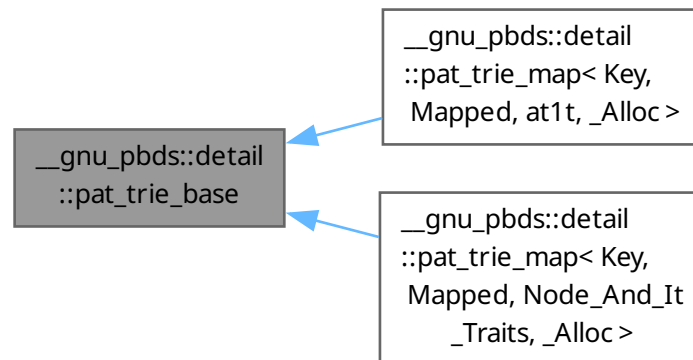 __gnu_pbds::detail
::pat_trie_map< Key,
Mapped, at1t, _Alloc >
__gnu_pbds::detail
::pat_trie_base
__gnu_pbds::detail
::pat_trie_map< Key,
Mapped, Node_And_It
_Traits, _Alloc >